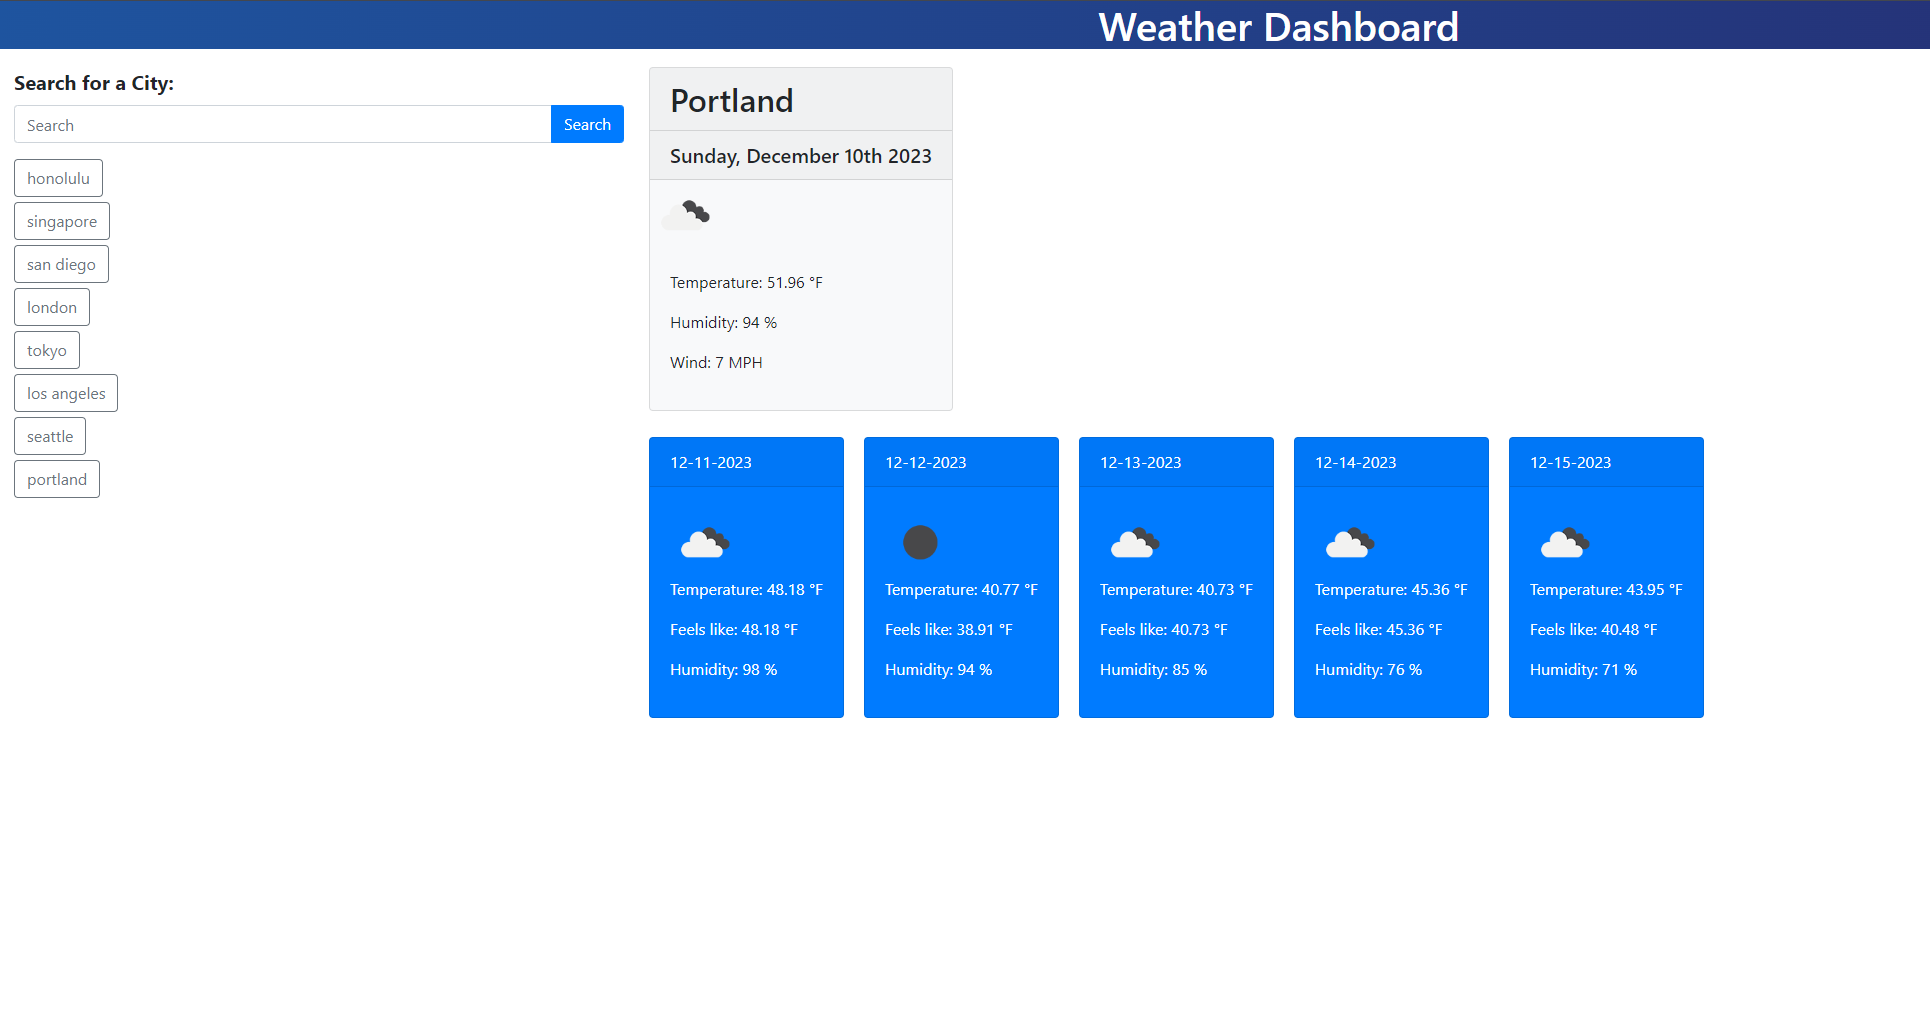 Weather Dashboard
Search for a City:
Search
Search
honolulu
singapore
san diego
london
tokyo
los angeles
seattle
portland
Portland
Sunday, December 10th 2023
Temperature: 51.96 °F
Humidity: 94 %
Wind: 7 MPH
12-11-2023
Temperature: 48.18 °F
Feels like: 48.18 °F
Humidity: 98 %
12-12-2023
Temperature: 40.77 °F
Feels like: 38.91 °F
Humidity: 94 %
12-13-2023
Temperature: 40.73 °F
Feels like: 40.73 °F
Humidity: 85 %
12-14-2023
Temperature: 45.36 °F
Feels like: 45.36 °F
Humidity: 76 %
12-15-2023
Temperature: 43.95 °F
Feels like: 40.48 °F
Humidity: 71 %